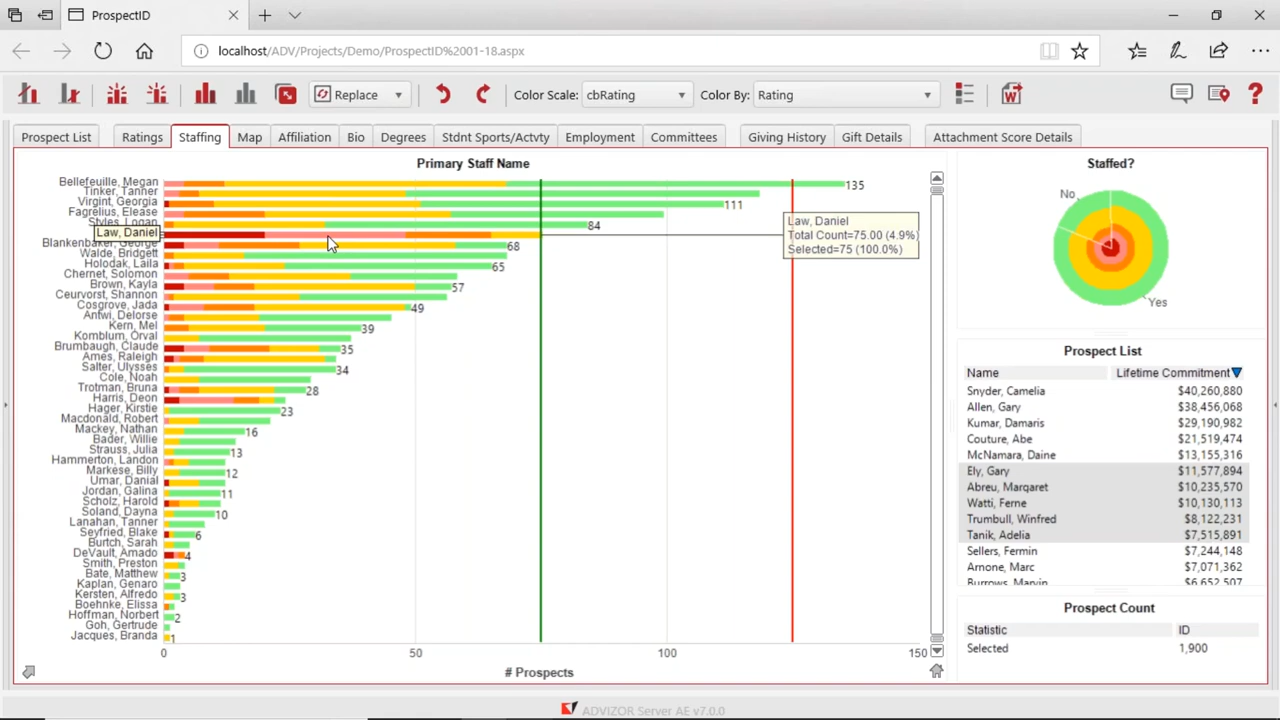 ProspectID
localhost/ADV/Projects/Demo/ProspectID%2001-18.aspx
Replace
Color Scale: cbRating
Color By: Rating
Prospect List Ratings Staffing Map Affiliation Bio Degrees Stdnt Sports/Actvty Employment Committees Giving History Gift Details Attachment Score Details
Primary Staff Name
Bellefeuille, Megan 135
Tinker, Tanner
Virgint, Georgia 111
Fagrelius, Elease
Styles, Logan 84
Law, Daniel
Blankenbaker, George 68
Walde, Bridgett
Holodak, Laila 65
Chernet, Solomon
Brown, Kayla 57
Ceurvorst, Shannon
Cosgrove, Jada 49
Antwi, Delorse
Kern, Mel 39
Komblum, Orval
Brumbaugh, Claude 35
Ames, Raleigh
Salter, Ulysses 34
Cole, Noah
Trotman, Bruna 28
Harris, Deon
Hager, Kirstie 23
Macdonald, Robert
Mackey, Nathan 16
Bader, Willie
Strauss, Julia 13
Hammerton, Landon
Markese, Billy 12
Umar, Danial
Jordan, Galina 11
Scholz, Harold
Soland, Dayna 10
Lanahan, Tanner
Seyfried, Blake 6
Burtch, Sarah
DeVault, Amado 4
Smith, Preston
Bate, Matthew 3
Kaplan, Genaro
Kersten, Alfredo 3
Boehnke, Elissa
Hoffman, Norbert 2
Goh, Gertrude
Jacques, Branda 1
0 50 100 150
# Prospects
Law, Daniel
Total Count=75.00 (4.9%)
Selected=75 (100.0%)
Staffed?
No
Yes
Prospect List
Name Lifetime Commitment
Snyder, Camelia $40,260,880
Allen, Gary $38,456,068
Kumar, Damaris $29,190,982
Couture, Abe $21,519,474
McNamara, Daine $13,155,316
Ely, Gary $11,577,894
Abreu, Margaret $10,235,570
Watti, Ferne $10,130,113
Trumbull, Winfred $8,122,231
Tanik, Adelia $7,515,891
Sellers, Fermin $7,244,148
Arnone, Marc $7,071,362
Burrows, Marvin $6,652,507
Prospect Count
Statistic ID
Selected 1,900
ADVIZOR Server AE v7.0.0